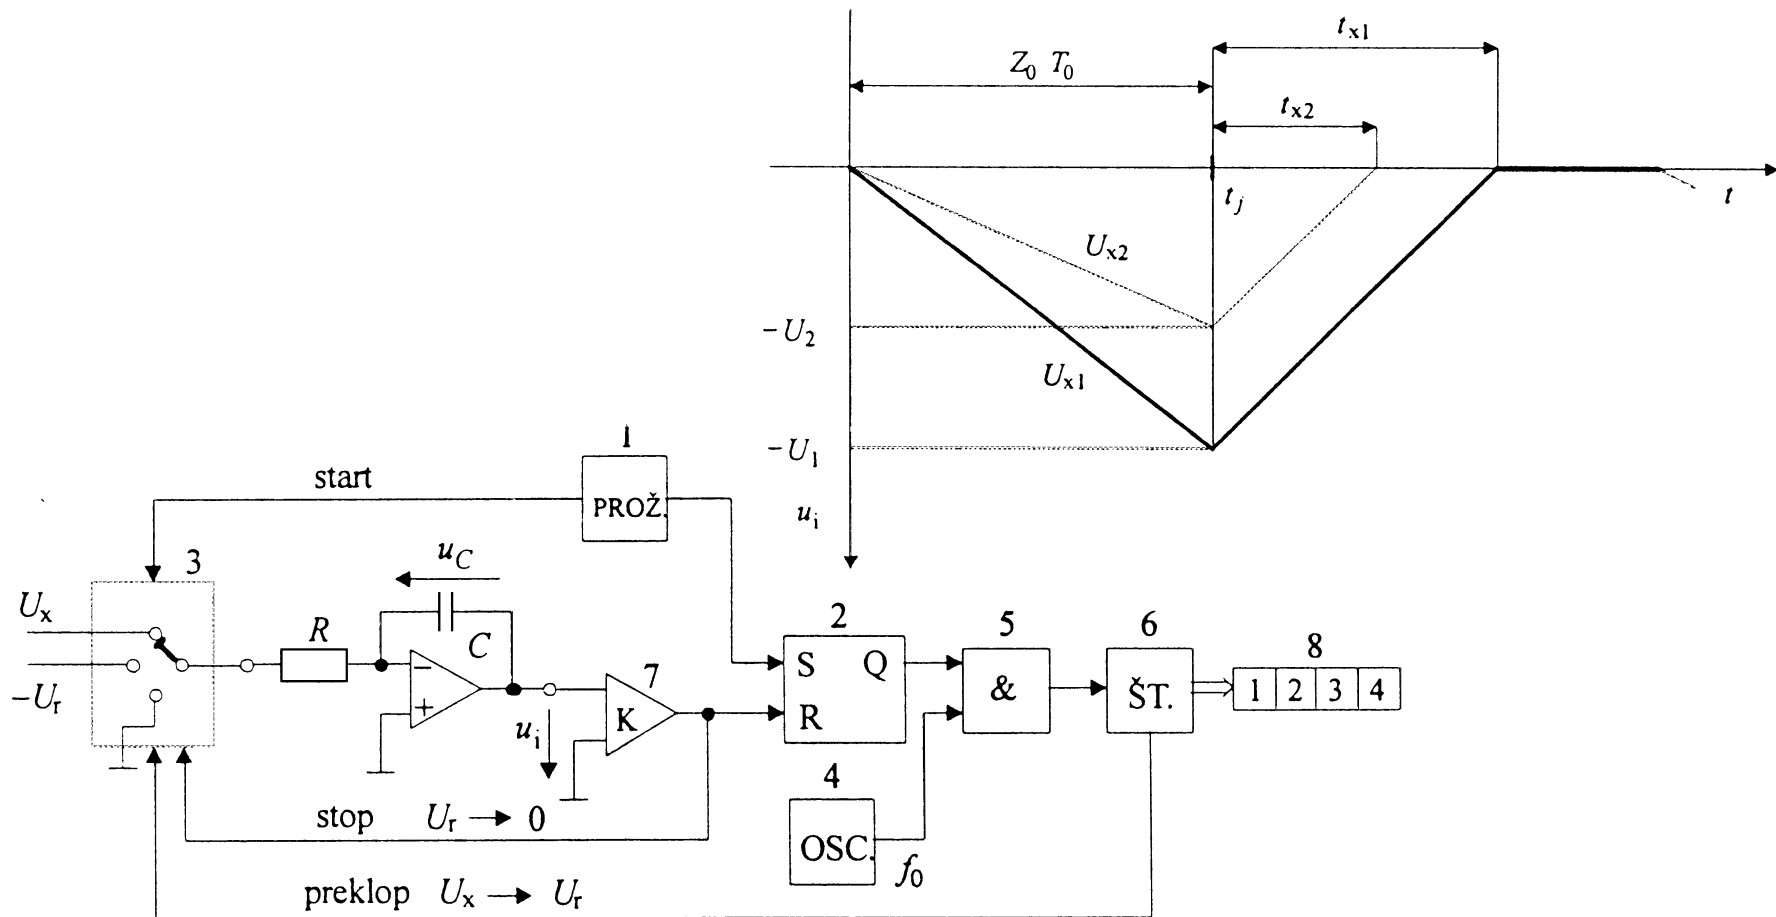 t_x1
Z_0 T_0
t_x2
t_j
t
U_x2
-U_2
U_x1
-U_1
u_i
1
start
PROŽ.
3
u_C
U_x
R
C
2
5
6
8
S Q
&
ŠT.
1 2 3 4
-U_r
−
+
7
K
R
u_i
4
stop U_r → 0
OSC.
f_0
preklop U_x → U_r